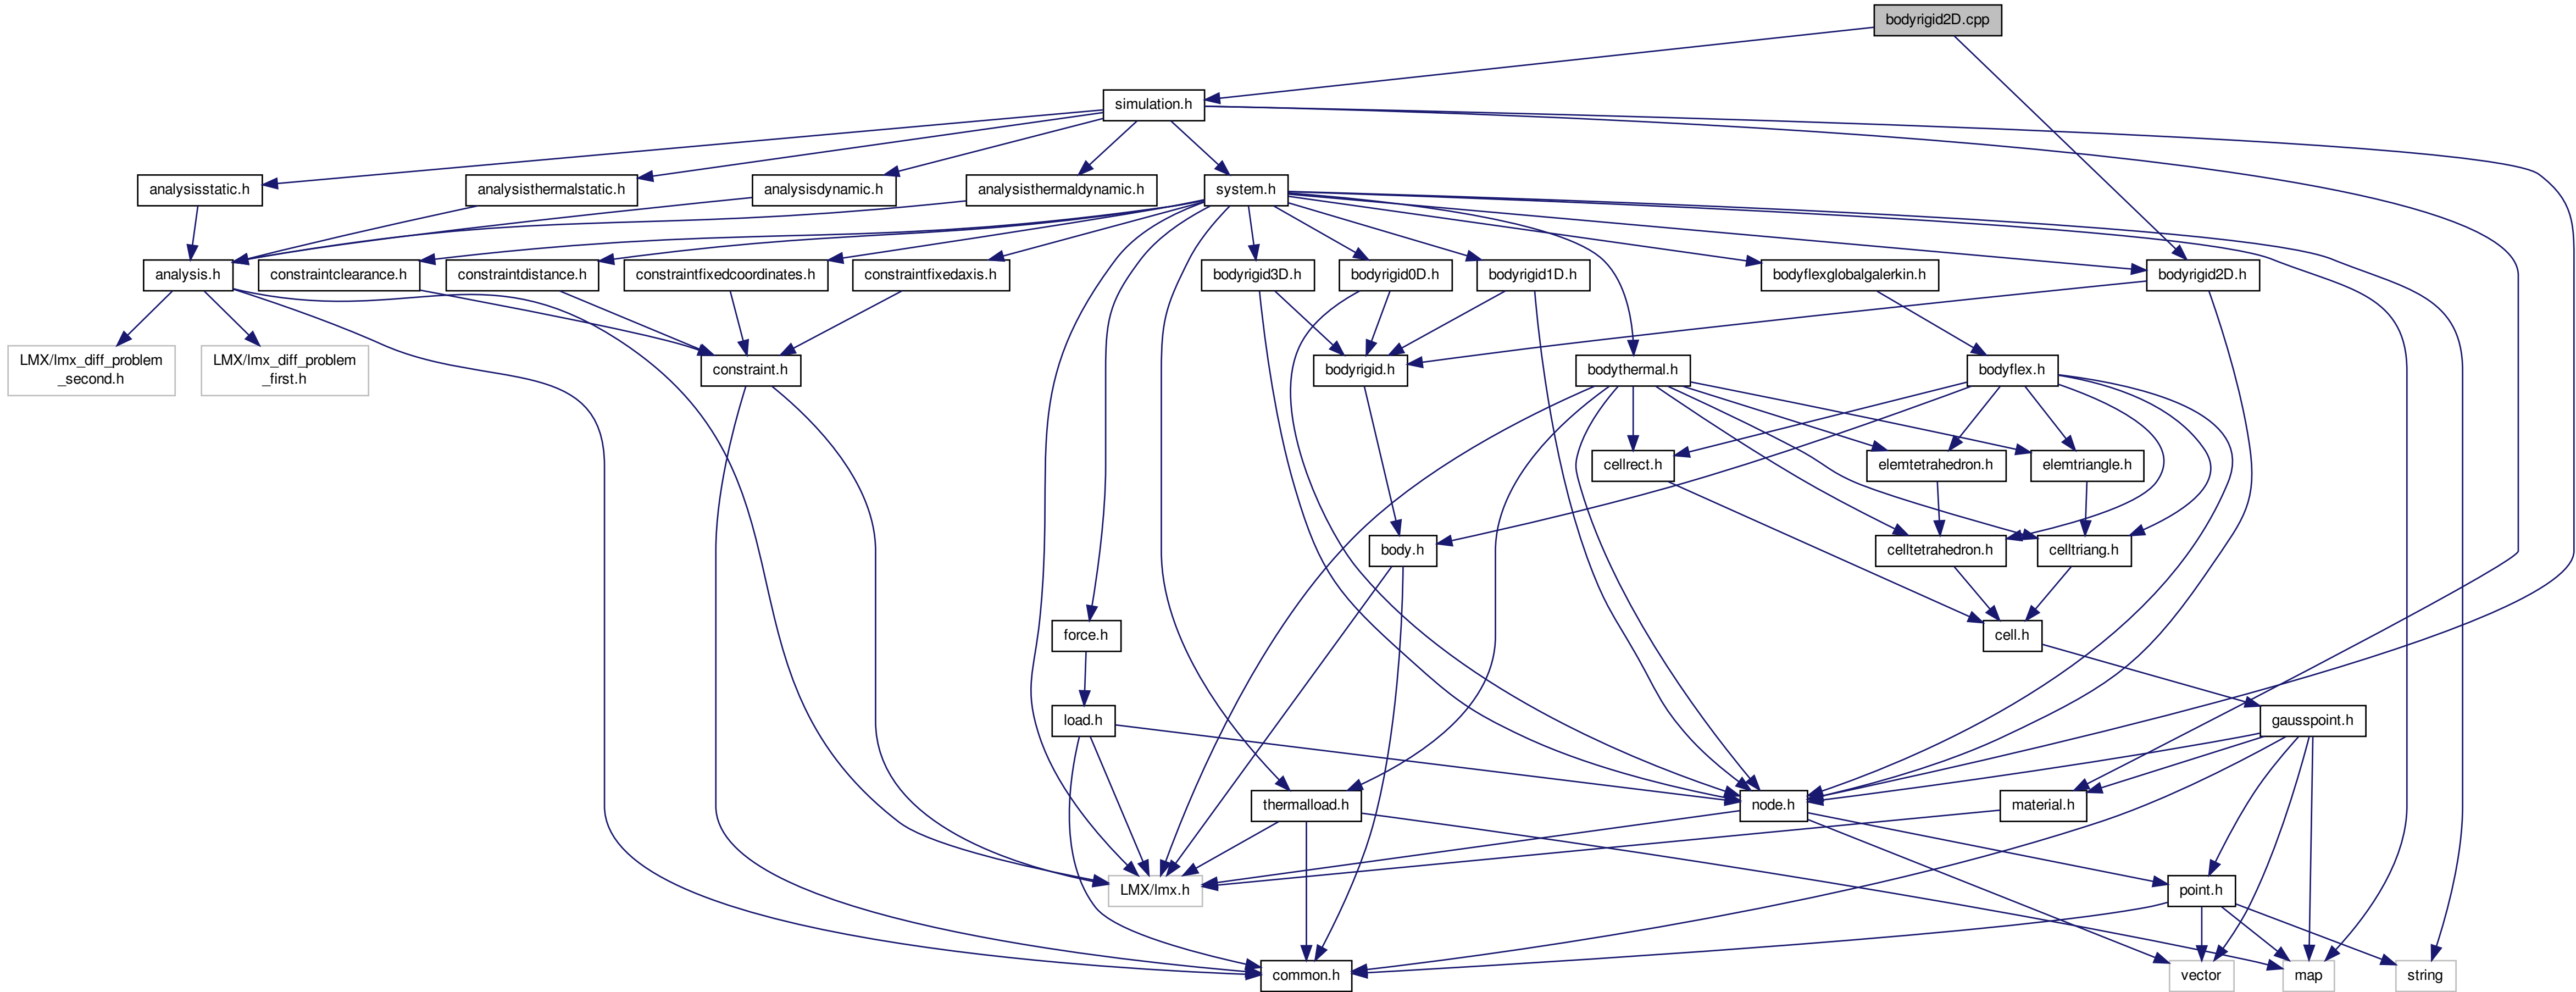 bodyrigid2D.cpp
simulation.h
analysisstatic.h
analysisthermalstatic.h
analysisdynamic.h
analysisthermaldynamic.h
system.h
analysis.h
constraintclearance.h
constraintdistance.h
constraintfixedcoordinates.h
constraintfixedaxis.h
bodyrigid3D.h
bodyrigid0D.h
bodyrigid1D.h
bodyflexglobalgalerkin.h
bodyrigid2D.h
LMX/lmx_diff_problem
_second.h
LMX/lmx_diff_problem
_first.h
constraint.h
bodyrigid.h
bodythermal.h
bodyflex.h
cellrect.h
elemtetrahedron.h
elemtriangle.h
body.h
celltetrahedron.h
celltriang.h
force.h
cell.h
load.h
gausspoint.h
thermalload.h
node.h
material.h
LMX/lmx.h
point.h
common.h
vector
map
string